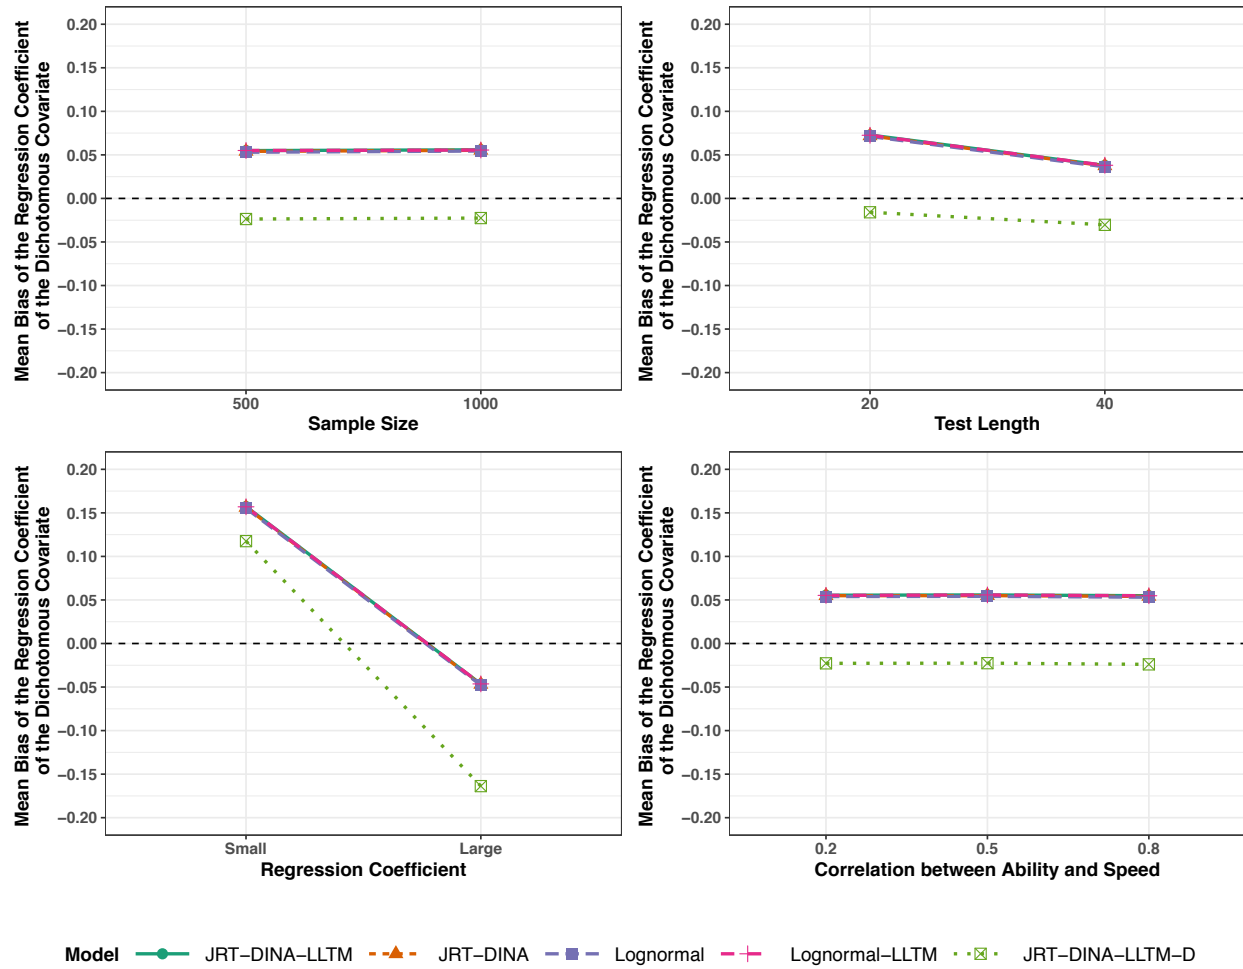 Mean Bias of the Regression Coefficient
of the Dichotomous Covariate
0.20
0.15
0.10
0.05
0.00
−0.05
−0.10
−0.15
−0.20
500 1000
Sample Size
Mean Bias of the Regression Coefficient
of the Dichotomous Covariate
0.20
0.15
0.10
0.05
0.00
−0.05
−0.10
−0.15
−0.20
20 40
Test Length
Mean Bias of the Regression Coefficient
of the Dichotomous Covariate
0.20
0.15
0.10
0.05
0.00
−0.05
−0.10
−0.15
−0.20
Small Large
Regression Coefficient
Mean Bias of the Regression Coefficient
of the Dichotomous Covariate
0.20
0.15
0.10
0.05
0.00
−0.05
−0.10
−0.15
−0.20
0.2 0.5 0.8
Correlation between Ability and Speed
Model JRT−DINA−LLTM JRT−DINA Lognormal Lognormal−LLTM JRT−DINA−LLTM−D